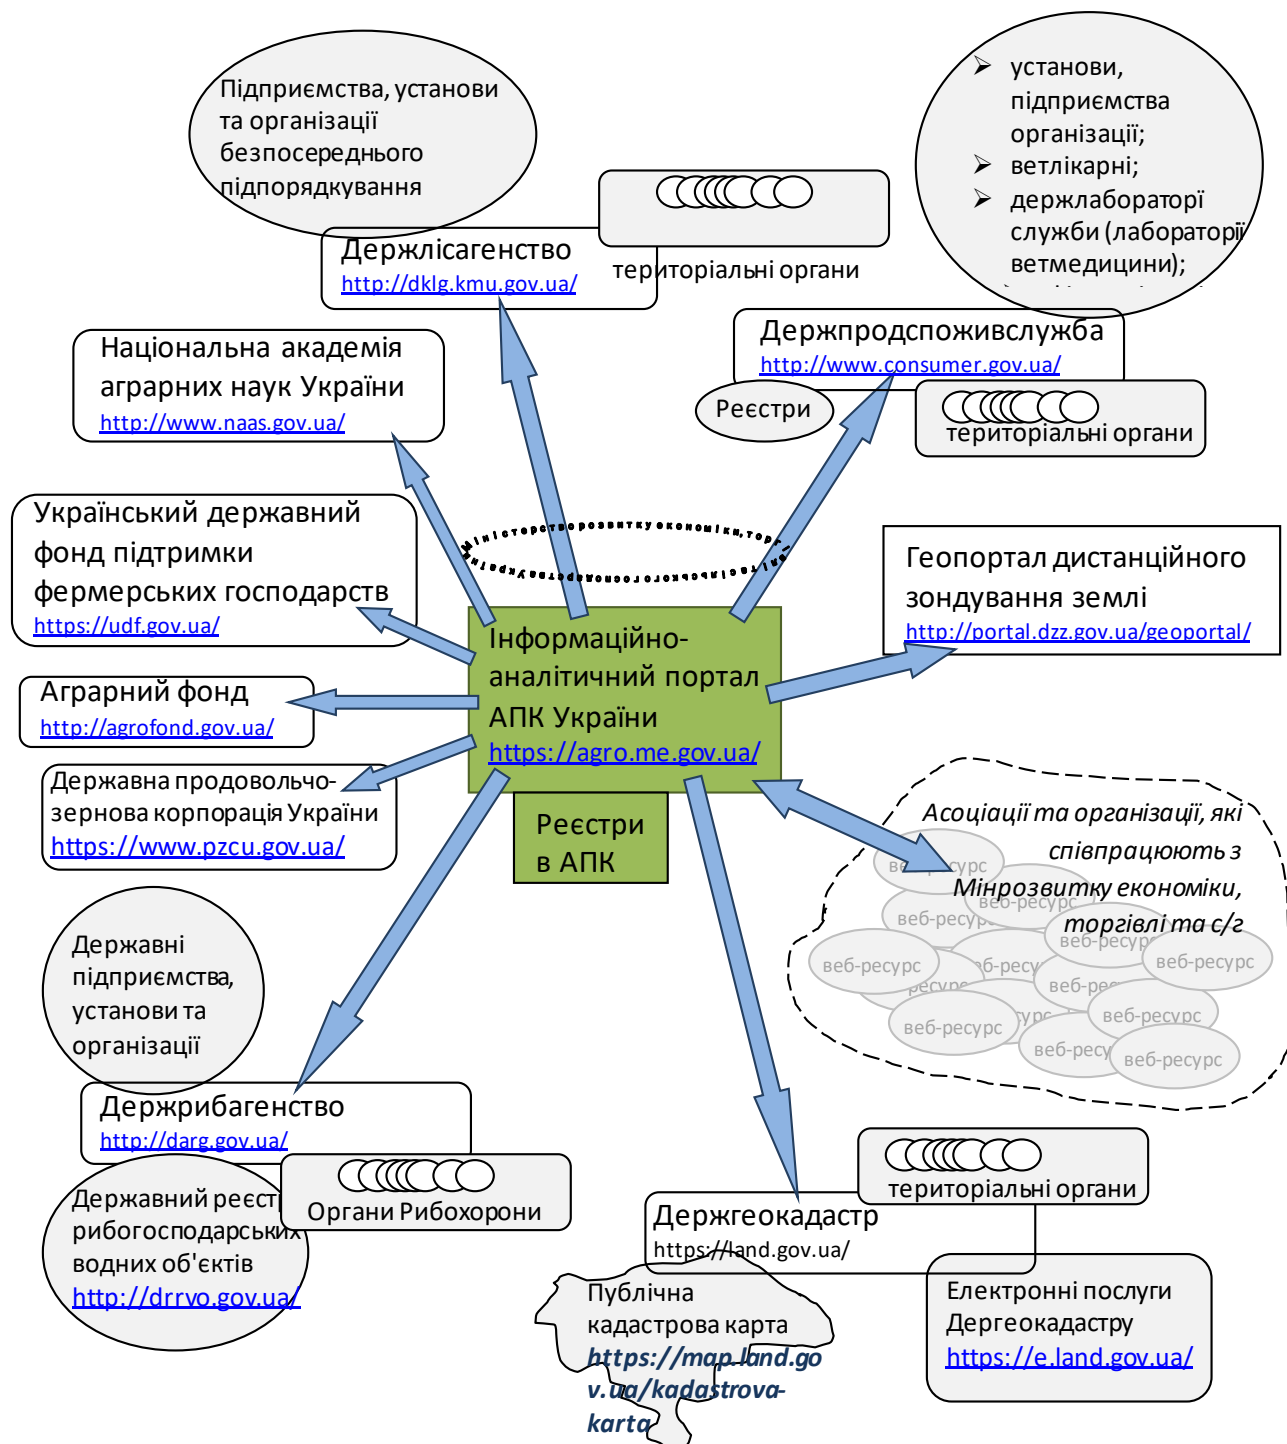 Підприємства, установи
та організації
безпосереднього
підпорядкування
установи,
підприємства
організації;
ветлікарні;
держлабораторії
служби (лабораторії
ветмедицини);
Держлісагенство
http://dklg.kmu.gov.ua/
територіальні органи
Держпродспоживслужба
http://www.consumer.gov.ua/
Реєстри
територіальні органи
Національна академія
аграрних наук України
http://www.naas.gov.ua/
Український державний
фонд підтримки
фермерських господарств
https://udf.gov.ua/
Геопортал дистанційного
зондування землі
http://portal.dzz.gov.ua/geoportal/
Інформаційно-
аналітичний портал
АПК України
https://agro.me.gov.ua/
Реєстри
в АПК
Аграрний фонд
http://agrofond.gov.ua/
Державна продовольчо-
зернова корпорація України
https://www.pzcu.gov.ua/
Асоціації та організації, які
співпрацюють з
Мінрозвитку економіки,
торгівлі та с/г
веб-ресурс
веб-ресурс
веб-ресурс
веб-ресурс
веб-ресурс
веб-ресурс
веб-ресурс
веб-ресурс
веб-ресурс
Державні
підприємства,
установи та
організації
Держрибагенство
http://darg.gov.ua/
Державний реєстр
рибогосподарських
водних об'єктів
http://drrvo.gov.ua/
Органи Рибохорони
територіальні органи
Держгеокадастр
https://land.gov.ua/
Публічна
кадастрова карта
https://map.land.go
v.ua/kadastrova-
karta
Електронні послуги
Дергеокадастру
https://e.land.gov.ua/